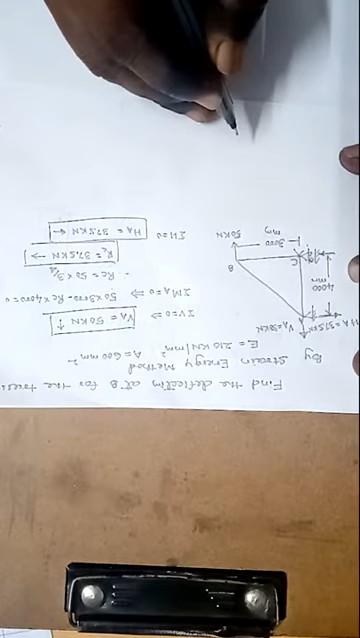 Find the deflection at B for the truss.
By Strain Energy Method
E = 210 KN/mm² A = 600 mm²
ΣV=0 ⇒ VA = 50 KN ↑
ΣMA=0 ⇒ 50×3000 - RC×4000 = 0
∴ RC = 50×3/4
RC = 37.5 KN →
ΣH=0 HA = 37.5 KN ←
HA = 37.5 KN
VA = 50 KN
4000
mm
C
B
3000
mm
50 KN